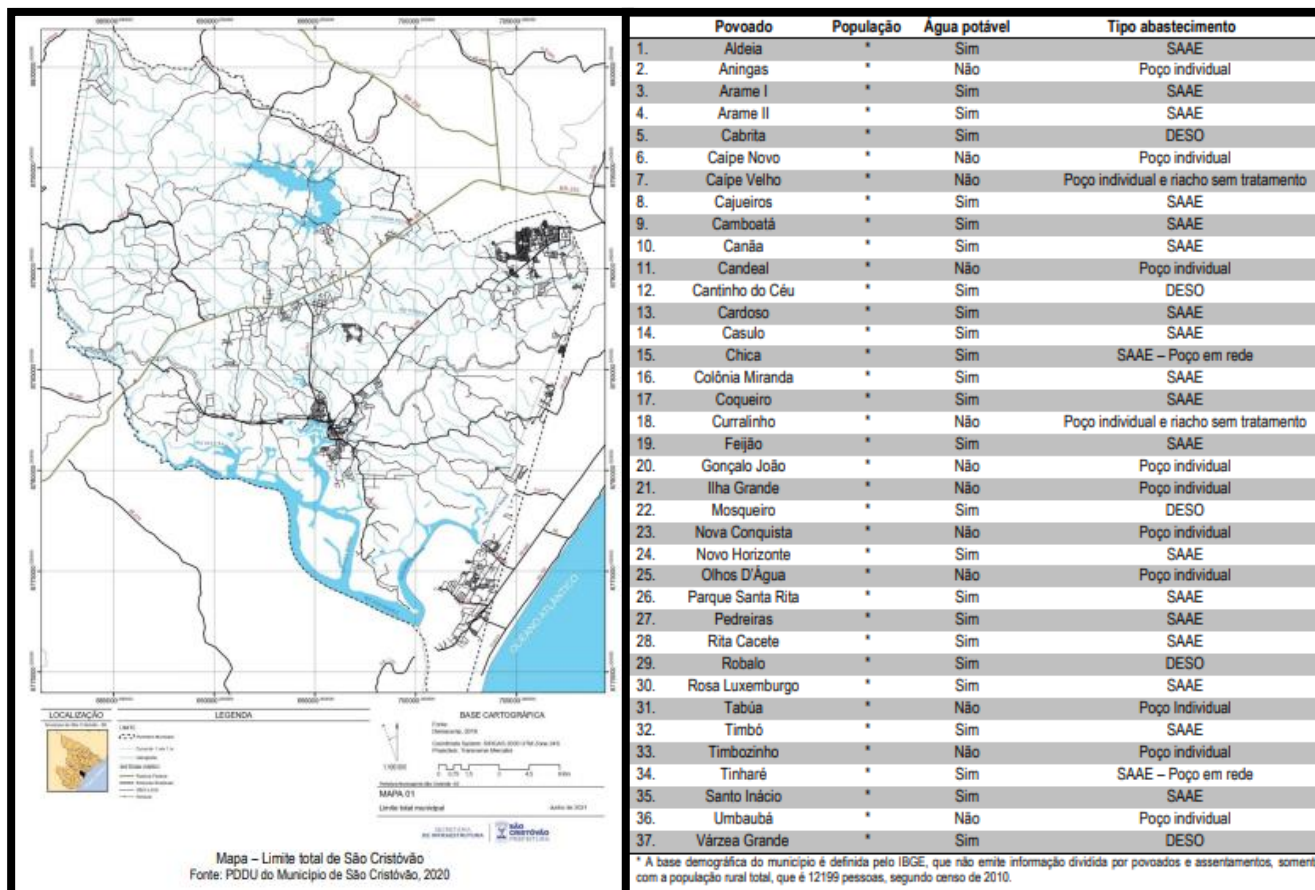 LOCALIZAÇÃO
LEGENDA
BASE CARTOGRÁFICA
MAPA 01
Limite total municipal
Junho de 2021
SECRETARIA
DE INFRAESTRUTURA
SÃO
CRISTÓVÃO
PREFEITURA
OCEANO ATLÂNTICO
Mapa – Limite total de São Cristóvão
Fonte: PDDU do Município de São Cristóvão, 2020
Povoado População Água potável Tipo abastecimento
1. Aldeia * Sim SAAE
2. Aningas * Não Poço individual
3. Arame I * Sim SAAE
4. Arame II * Sim SAAE
5. Cabrita * Sim DESO
6. Caípe Novo * Não Poço individual
7. Caípe Velho * Não Poço individual e riacho sem tratamento
8. Cajueiros * Sim SAAE
9. Camboatá * Sim SAAE
10. Canãa * Sim SAAE
11. Candeal * Não Poço individual
12. Cantinho do Céu * Sim DESO
13. Cardoso * Sim SAAE
14. Casulo * Sim SAAE
15. Chica * Sim SAAE – Poço em rede
16. Colônia Miranda * Sim SAAE
17. Coqueiro * Sim SAAE
18. Curralinho * Não Poço individual e riacho sem tratamento
19. Feijão * Sim SAAE
20. Gonçalo João * Não Poço individual
21. Ilha Grande * Não Poço individual
22. Mosqueiro * Sim DESO
23. Nova Conquista * Não Poço individual
24. Novo Horizonte * Sim SAAE
25. Olhos D'Água * Não Poço individual
26. Parque Santa Rita * Sim SAAE
27. Pedreiras * Sim SAAE
28. Rita Cacete * Sim SAAE
29. Robalo * Sim DESO
30. Rosa Luxemburgo * Sim SAAE
31. Tabúa * Não Poço Individual
32. Timbó * Sim SAAE
33. Timbozinho * Não Poço individual
34. Tinharé * Sim SAAE – Poço em rede
35. Santo Inácio * Sim SAAE
36. Umbaubá * Não Poço individual
37. Várzea Grande * Sim DESO
* A base demográfica do município é definida pelo IBGE, que não emite informação dividida por povoados e assentamentos, soment
com a população rural total, que é 12199 pessoas, segundo censo de 2010.